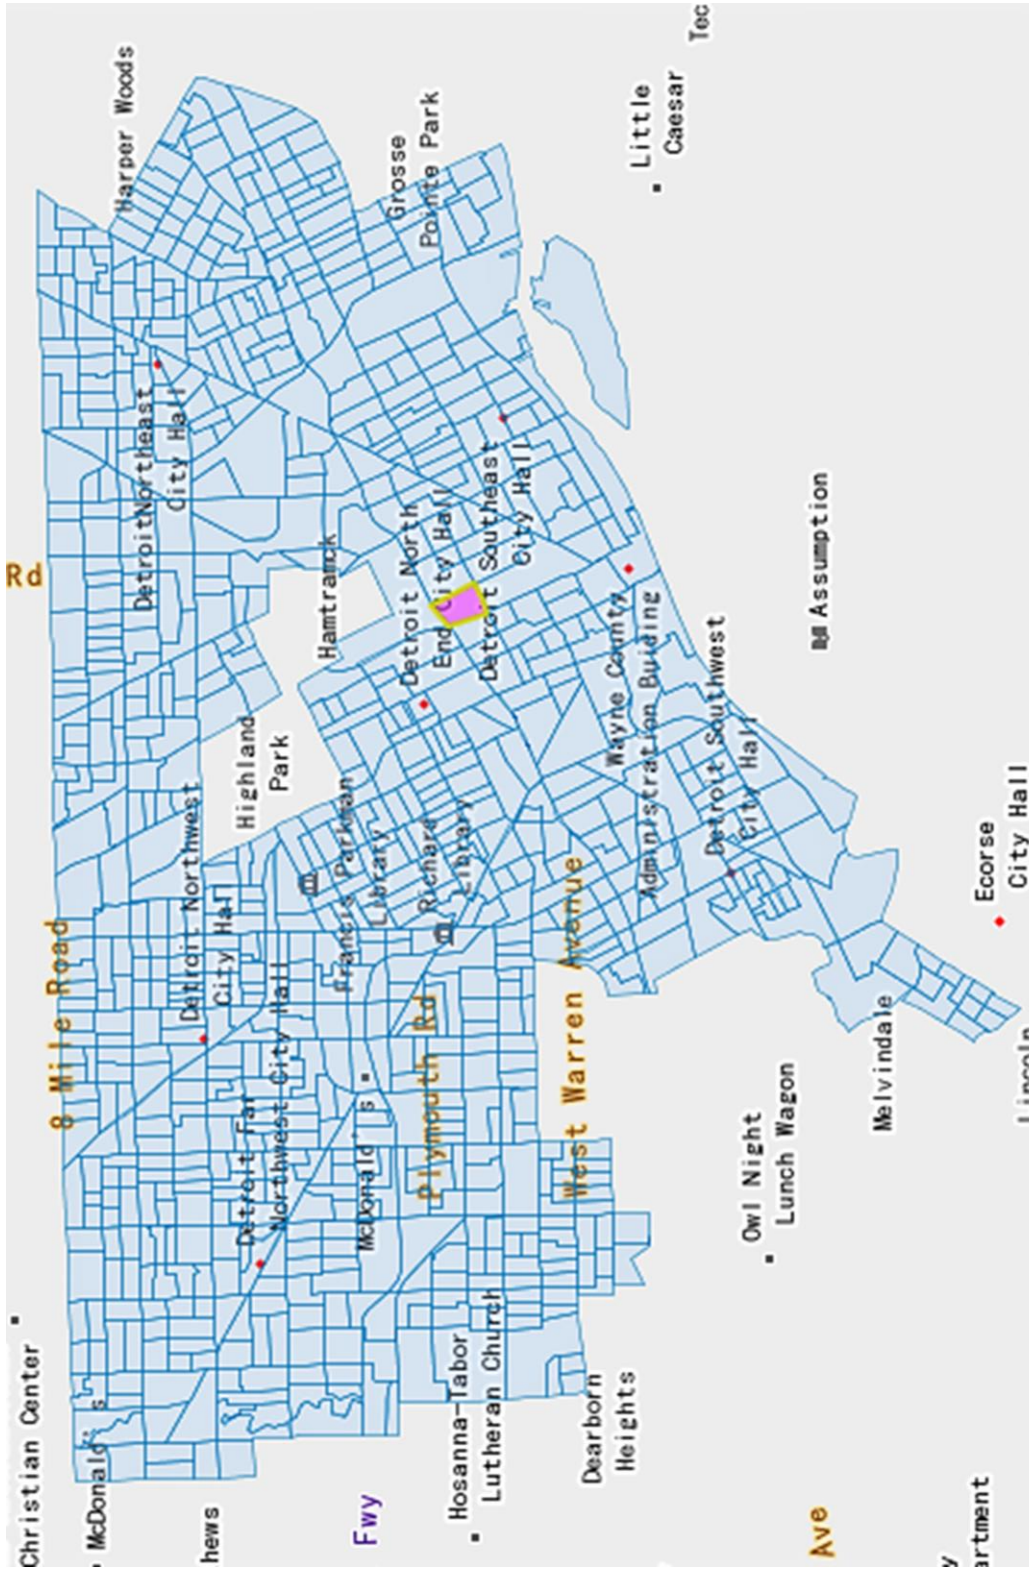 Harper Woods
Grosse
Pointe Park
Little
Caesar
Tec
Rd
DetroitNortheast
City Hall
Hamtramck
Detroit North
End City Hall
Detroit Southeast
City Hall
Assumption
Highland
Park
Wayne County
Administration Buiding
Detroit Southwest
City Hall
Detroit Northwest
City Hall
Francis Parkman
Library
Richard
Library
Ecorse
City Hall
8 Mile Road
Plymouth Rd
West Warren Avenue
Melvindale
Lincoln
Detroit Far
Northwest City Hall
McDonald's
Owl Night
Lunch Wagon
Christian Center
McDonald's
hews
Fwy
Hosanna-Tabor
Lutheran Church
Dearborn
Heights
Ave
y
artment